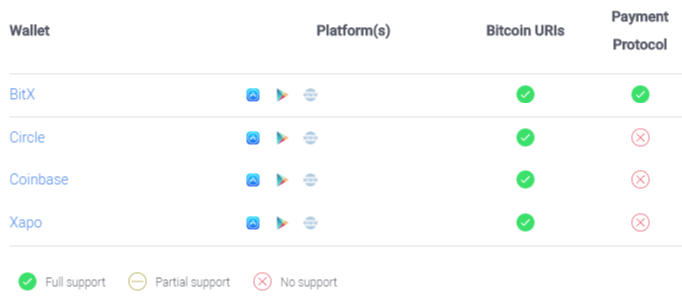 Wallet Platform(s) Bitcoin URIs Payment Protocol
BitX
Circle
Coinbase
Xapo
Full support Partial support No support